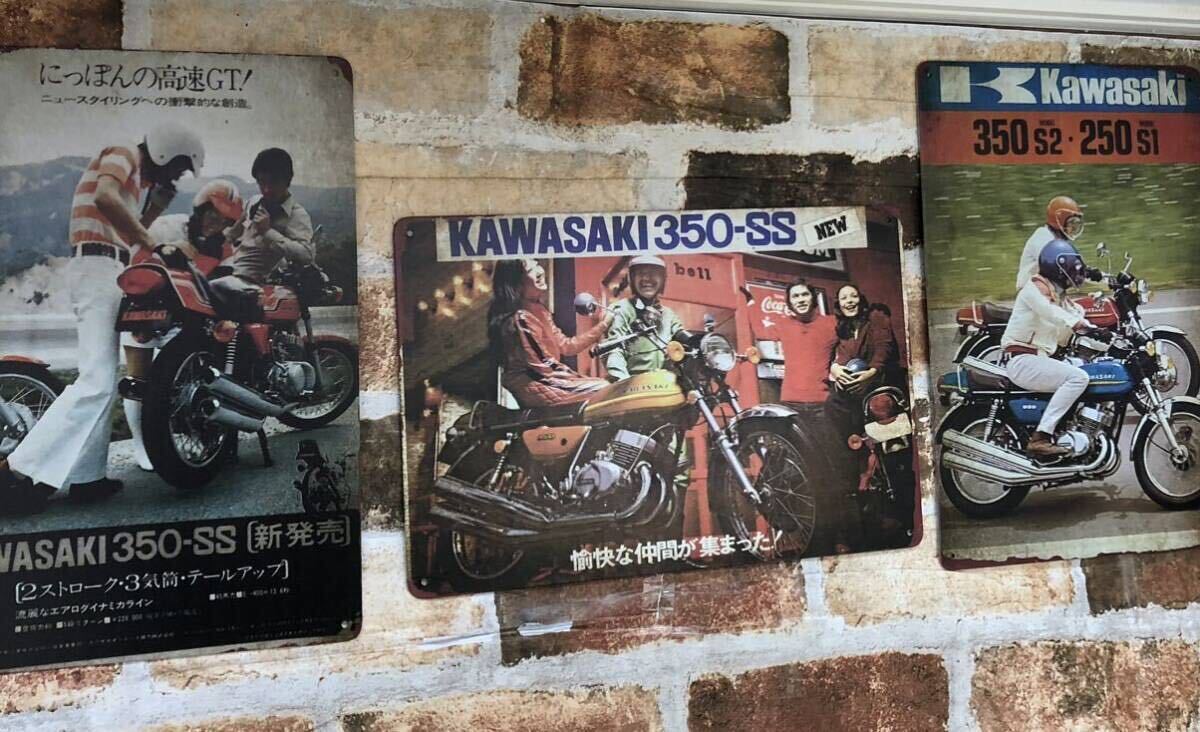 にっぽんの高速GT!
ニュースタイリングへの衝撃的な創造。
KAWASAKI
WASAKI 350-SS [新発売]
[2ストローク・3気筒・テールアップ]
流麗なエアロダイナミカライン
KAWASAKI 350-SS NEW
bell
Coca
愉快な仲間が集まった!
Kawasaki
350 S2・250 S1
KAWASAKI